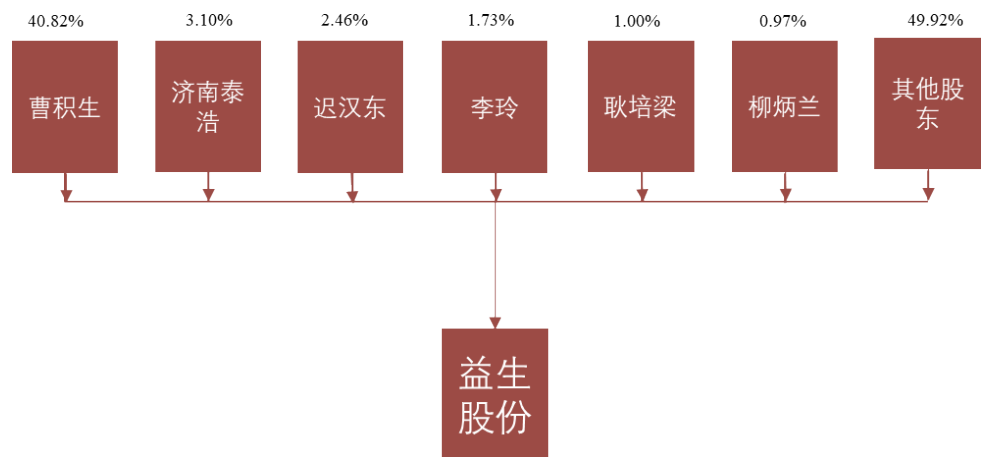 40.82%
3.10%
2.46%
1.73%
1.00%
0.97%
49.92%
曹积生
济南泰
浩
迟汉东
李玲
耿培梁
柳炳兰
其他股
东
益生
股份